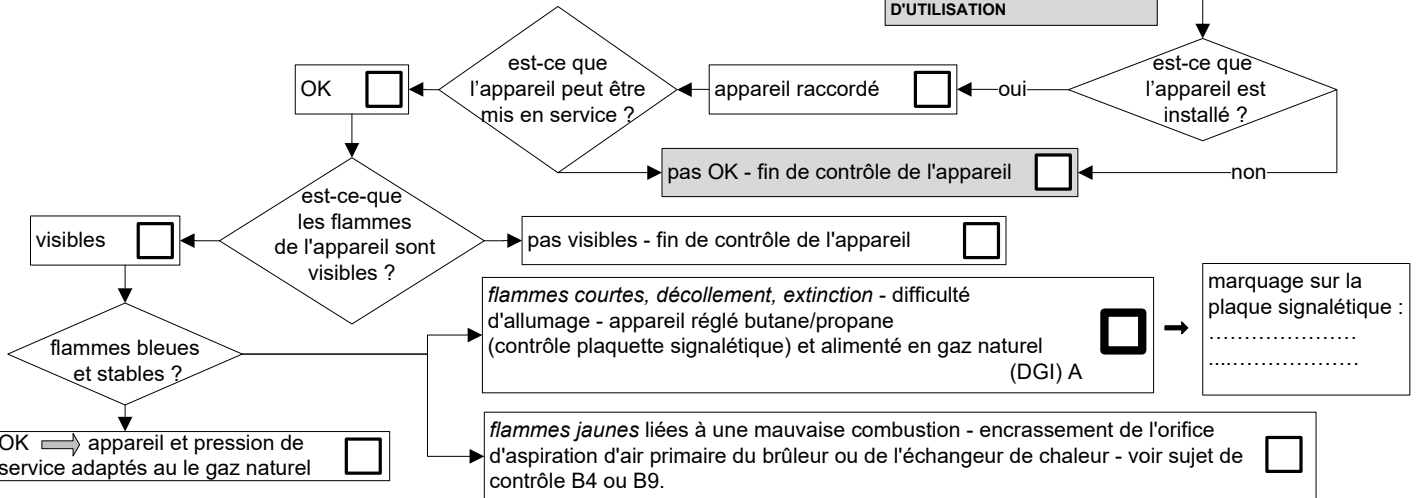 D'UTILISATION
est-ce que
l'appareil est
installé ?
oui
appareil raccordé
est-ce que
l'appareil peut être
mis en service ?
OK
non
pas OK - fin de contrôle de l'appareil
est-ce-que
les flammes
de l'appareil sont
visibles ?
visibles
pas visibles - fin de contrôle de l'appareil
flammes bleues
et stables ?
flammes courtes, décollement, extinction - difficulté
d'allumage - appareil réglé butane/propane
(contrôle plaquette signalétique) et alimenté en gaz naturel
(DGI) A
marquage sur la
plaque signalétique :
.....................
.....................
OK appareil et pression de
service adaptés au le gaz naturel
flammes jaunes liées à une mauvaise combustion - encrassement de l'orifice
d'aspiration d'air primaire du brûleur ou de l'échangeur de chaleur - voir sujet de
contrôle B4 ou B9.